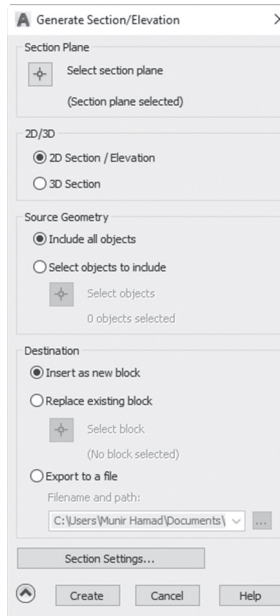 Generate Section/Elevation
Section Plane
Select section plane
(Section plane selected)
2D/3D
2D Section / Elevation
3D Section
Source Geometry
Include all objects
Select objects to include
Select objects
0 objects selected
Destination
Insert as new block
Replace existing block
Select block
(No block selected)
Export to a file
Filename and path:
C:\Users\Munir Hamad\Documents\
...
Section Settings...
Create
Cancel
Help